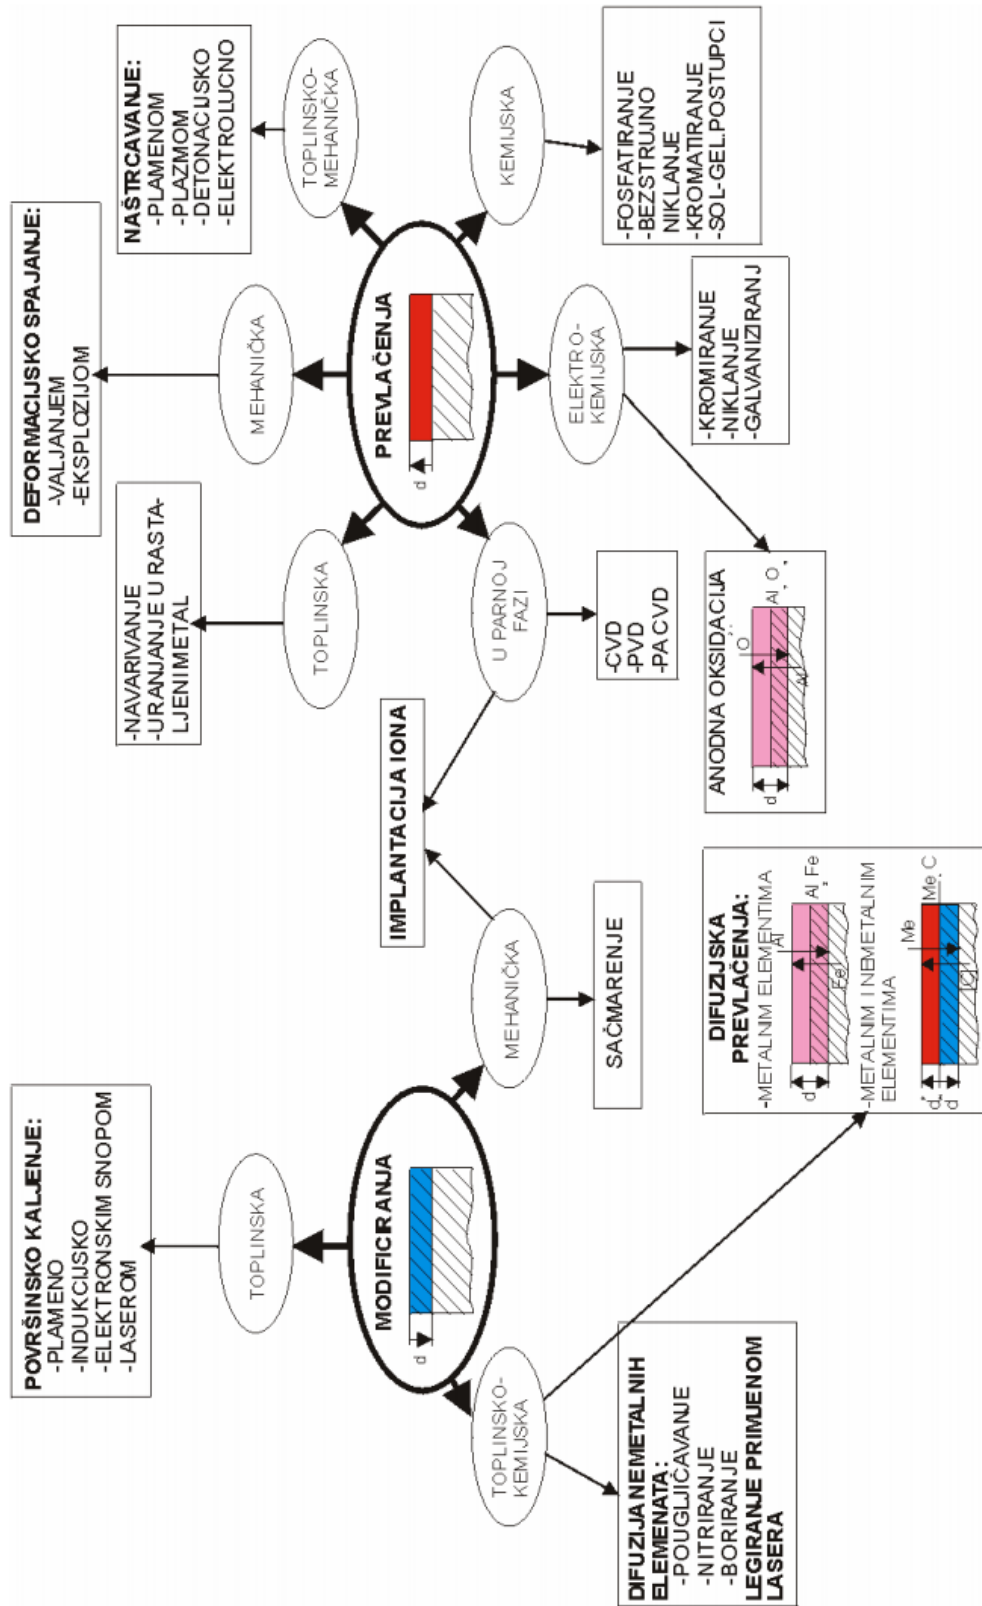 POVRŠINSKO KALJENJE:
-PLAMENO
-INDUKCIJSKO
-ELEKTRONSKIM SNOPOM
-LASEROM
TOPLINSKA
MODIFICIRANJA
d
TOPLINSKO-
KEMIJSKA
MEHANIČKA
DIFUZIJA NEMETALNIH
ELEMENATA:
-POUGLJIČAVANJE
-NITRIRANJE
-BORIRANJE
LEGIRANJE PRIMJENOM
LASERA
SAČMARENJE
IMPLANTACIJA IONA
DIFUZIJSKA
PREVLAČENJA:
-METALNIM ELEMENTIMA
Al
d
Fe
Al Fe
-METALNIM I NEMETALNIM
ELEMENTIMA
Me
d
d
C
Me C
DEFORMACIJSKO SPAJANJE:
-VALJANJEM
-EKSPLOZIJOM
-NAVARIVANJE
-URANJANJE U RASTA-
LJENIMETAL
NAŠTRCAVANJE:
-PLAMENOM
-PLAZMOM
-DETONACIJSKO
-ELEKTROLUCNO
TOPLINSKA
MEHANIČKA
TOPLINSKO-
MEHANIČKA
PREVLAČENJA
d
U PARNOJ
FAZI
ELEKTRO-
KEMIJSKA
KEMIJSKA
-CVD
-PVD
-PACVD
-KROMIRANJE
-NIKLANJE
-GALVANIZIRANJ
-FOSFATIRANJE
-BEZSTRUJNO
NIKLANJE
-KROMATIRANJE
-SOL-GEL.POSTUPCI
ANODNA OKSIDACIJA
O
d
Al
Al O